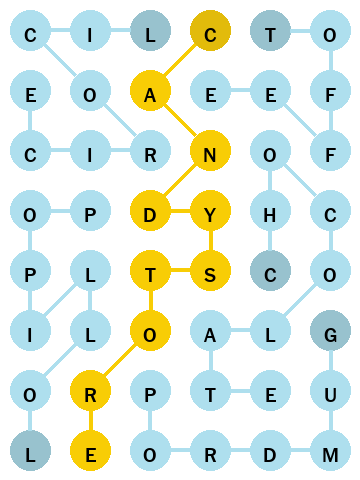 C I L C T O
E O A E E F
C I R N O F
O P D Y H C
P L T S C O
I L O A L G
O R P T E U
L E O R D M